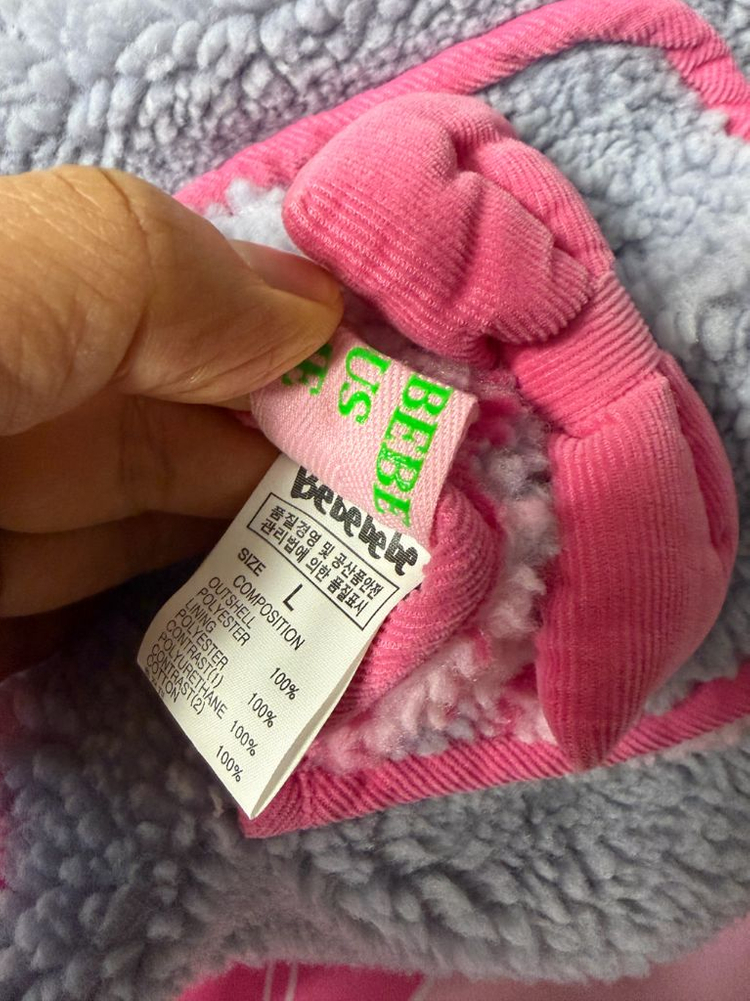 BEBE
US
Bebebebe
품질경영 및 공산품안전
관리법에 의한 품질표시
SIZE L
COMPOSITION
OUTSHELL
POLYESTER 100%
LINING
POLYESTER 100%
CONTRAST(1)
POLYURETHANE 100%
CONTRAST(2)
COTTON 100%